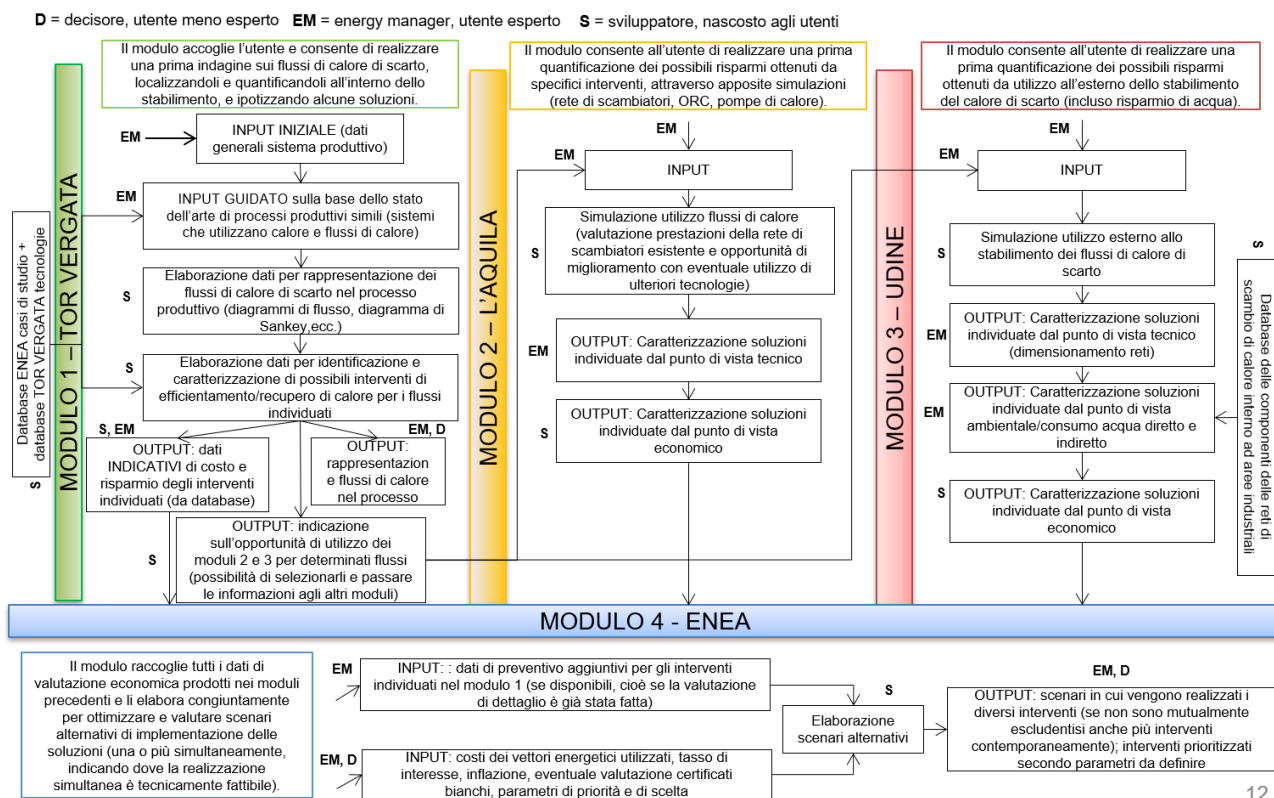 D = decisore, utente meno esperto EM = energy manager, utente esperto S = sviluppatore, nascosto agli utenti
Il modulo accoglie l'utente e consente di realizzare
una prima indagine sui flussi di calore di scarto,
localizzandoli e quantificandoli all'interno dello
stabilimento, e ipotizzando alcune soluzioni.
EM
INPUT INIZIALE (dati
generali sistema produttivo)
EM
INPUT GUIDATO sulla base dello stato
dell'arte di processi produttivi simili (sistemi
che utilizzano calore e flussi di calore)
S
Elaborazione dati per rappresentazione dei
flussi di calore di scarto nel processo
produttivo (diagrammi di flusso, diagramma di
Sankey,ecc.)
S
Elaborazione dati per identificazione e
caratterizzazione di possibili interventi di
efficientamento/recupero di calore per i flussi
individuati
S, EM
EM, D
OUTPUT: dati
INDICATIVI di costo e
risparmio degli interventi
individuati (da database)
OUTPUT:
rappresentazion
e flussi di calore
nel processo
S
OUTPUT: indicazione
sull'opportunità di utilizzo dei
moduli 2 e 3 per determinati flussi
(possibilità di selezionarli e passare
le informazioni agli altri moduli)
Database ENEA casi di studio +
database TOR VERGATA tecnologie
S
MODULO 1 – TOR VERGATA
MODULO 2 – L'AQUILA
Il modulo consente all'utente di realizzare una prima
quantificazione dei possibili risparmi ottenuti da
specifici interventi, attraverso apposite simulazioni
(rete di scambiatori, ORC, pompe di calore).
EM
EM
INPUT
S
Simulazione utilizzo flussi di calore
(valutazione prestazioni della rete di
scambiatori esistente e opportunità di
miglioramento con eventuale utilizzo di
ulteriori tecnologie)
EM
OUTPUT: Caratterizzazione soluzioni
individuate dal punto di vista tecnico
S
OUTPUT: Caratterizzazione soluzioni
individuate dal punto di vista
economico
MODULO 3 – UDINE
Il modulo consente all'utente di realizzare una
prima quantificazione dei possibili risparmi
ottenuti da utilizzo all'esterno dello stabilimento
del calore di scarto (incluso risparmio di acqua).
EM
EM
INPUT
S
Simulazione utilizzo esterno allo
stabilimento dei flussi di calore di
scarto
EM
OUTPUT: Caratterizzazione soluzioni
individuate dal punto di vista tecnico
(dimensionamento reti)
EM
OUTPUT: Caratterizzazione soluzioni
individuate dal punto di vista
ambientale/consumo acqua diretto e
indiretto
S
OUTPUT: Caratterizzazione soluzioni
individuate dal punto di vista
economico
S
Database delle componenti delle reti di
scambio di calore interno ad aree industriali
MODULO 4 - ENEA
Il modulo raccoglie tutti i dati di
valutazione economica prodotti nei moduli
precedenti e li elabora congiuntamente
per ottimizzare e valutare scenari
alternativi di implementazione delle
soluzioni (una o più simultaneamente,
indicando dove la realizzazione
simultanea è tecnicamente fattibile).
EM
INPUT: : dati di preventivo aggiuntivi per gli interventi
individuati nel modulo 1 (se disponibili, cioè se la valutazione
di dettaglio è già stata fatta)
EM, D
INPUT: costi dei vettori energetici utilizzati, tasso di
interesse, inflazione, eventuale valutazione certificati
bianchi, parametri di priorità e di scelta
S
Elaborazione
scenari alternativi
EM, D
OUTPUT: scenari in cui vengono realizzati i
diversi interventi (se non sono mutualmente
escludentisi anche più interventi
contemporaneamente); interventi prioritizzati
secondo parametri da definire
12